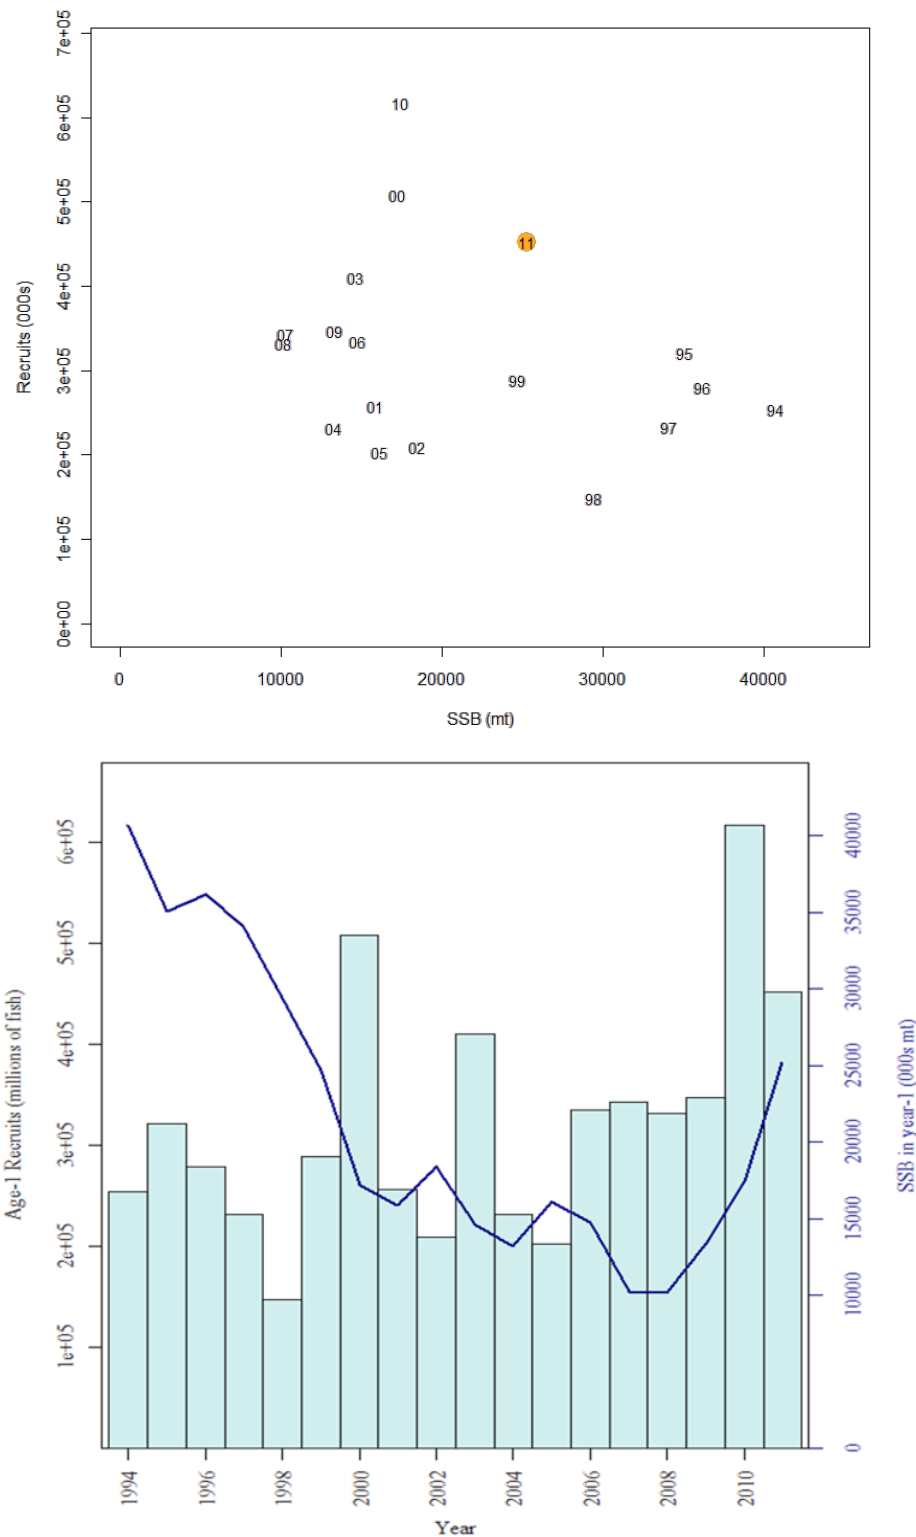 7e+05
6e+05
5e+05
4e+05
3e+05
2e+05
1e+05
0e+00
Recruits (000s)
10
00
11
03
07
08
09
06
95
99
96
01
94
04
97
05
02
98
0 10000 20000 30000 40000
SSB (mt)
6e+05
5e+05
4e+05
3e+05
2e+05
1e+05
Age-1 Recruits (millions of fish)
40000
35000
30000
25000
20000
15000
10000
0
SSB in year-1 (000s mt)
1994 1996 1998 2000 2002 2004 2006 2008 2010
Year